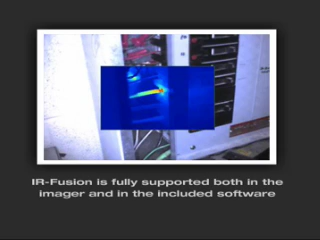 IR-Fusion is fully supported both in the
imager and in the included software